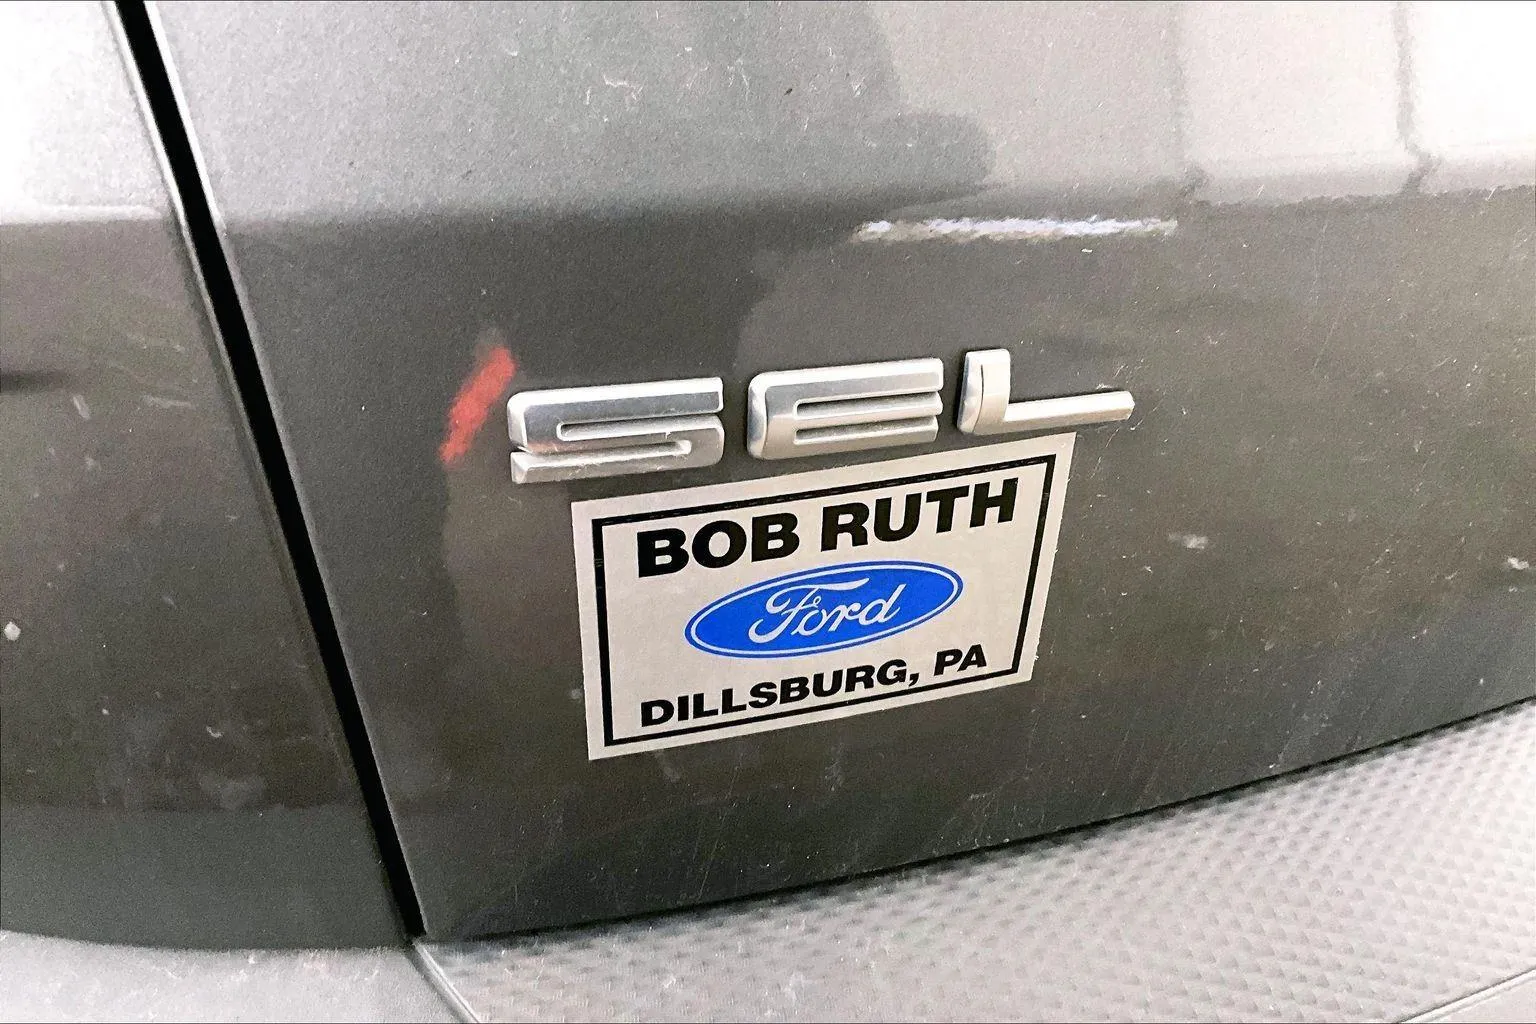 SEL
BOB RUTH
Ford
DILLSBURG, PA